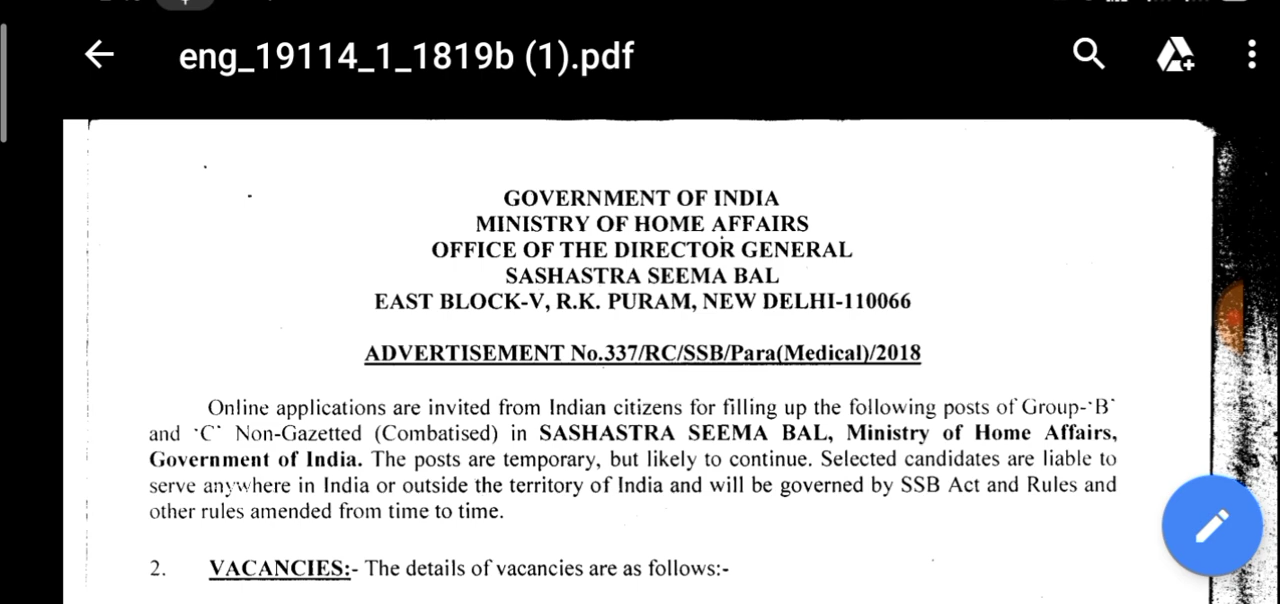 eng_19114_1_1819b (1).pdf
GOVERNMENT OF INDIA
MINISTRY OF HOME AFFAIRS
OFFICE OF THE DIRECTOR GENERAL
SASHASTRA SEEMA BAL
EAST BLOCK-V, R.K. PURAM, NEW DELHI-110066
ADVERTISEMENT No.337/RC/SSB/Para(Medical)/2018
Online applications are invited from Indian citizens for filling up the following posts of Group-'B'
and 'C' Non-Gazetted (Combatised) in SASHASTRA SEEMA BAL, Ministry of Home Affairs,
Government of India. The posts are temporary, but likely to continue. Selected candidates are liable to
serve anywhere in India or outside the territory of India and will be governed by SSB Act and Rules and
other rules amended from time to time.
2. VACANCIES:- The details of vacancies are as follows:-